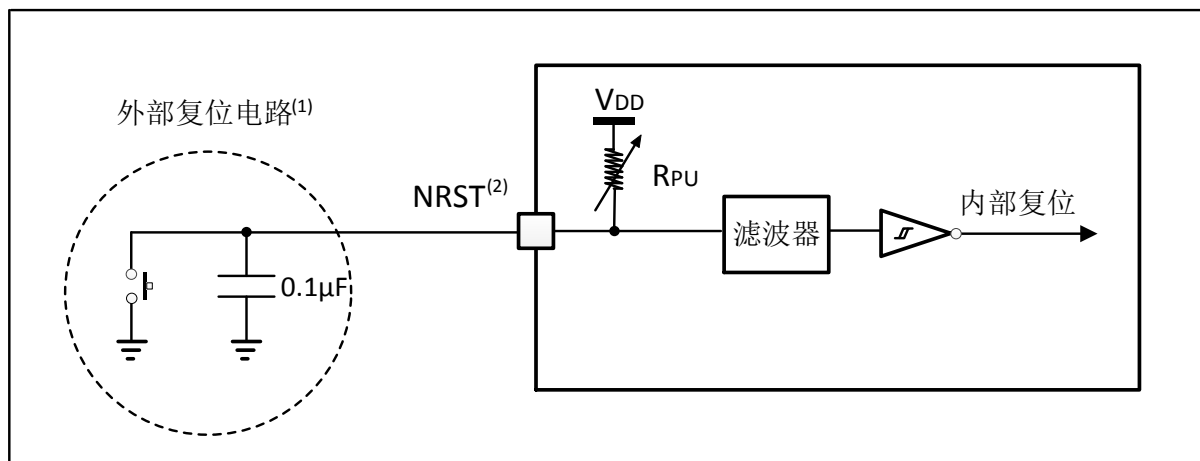 外部复位电路(1)
VDD
RPU
NRST(2)
滤波器
内部复位
0.1μF